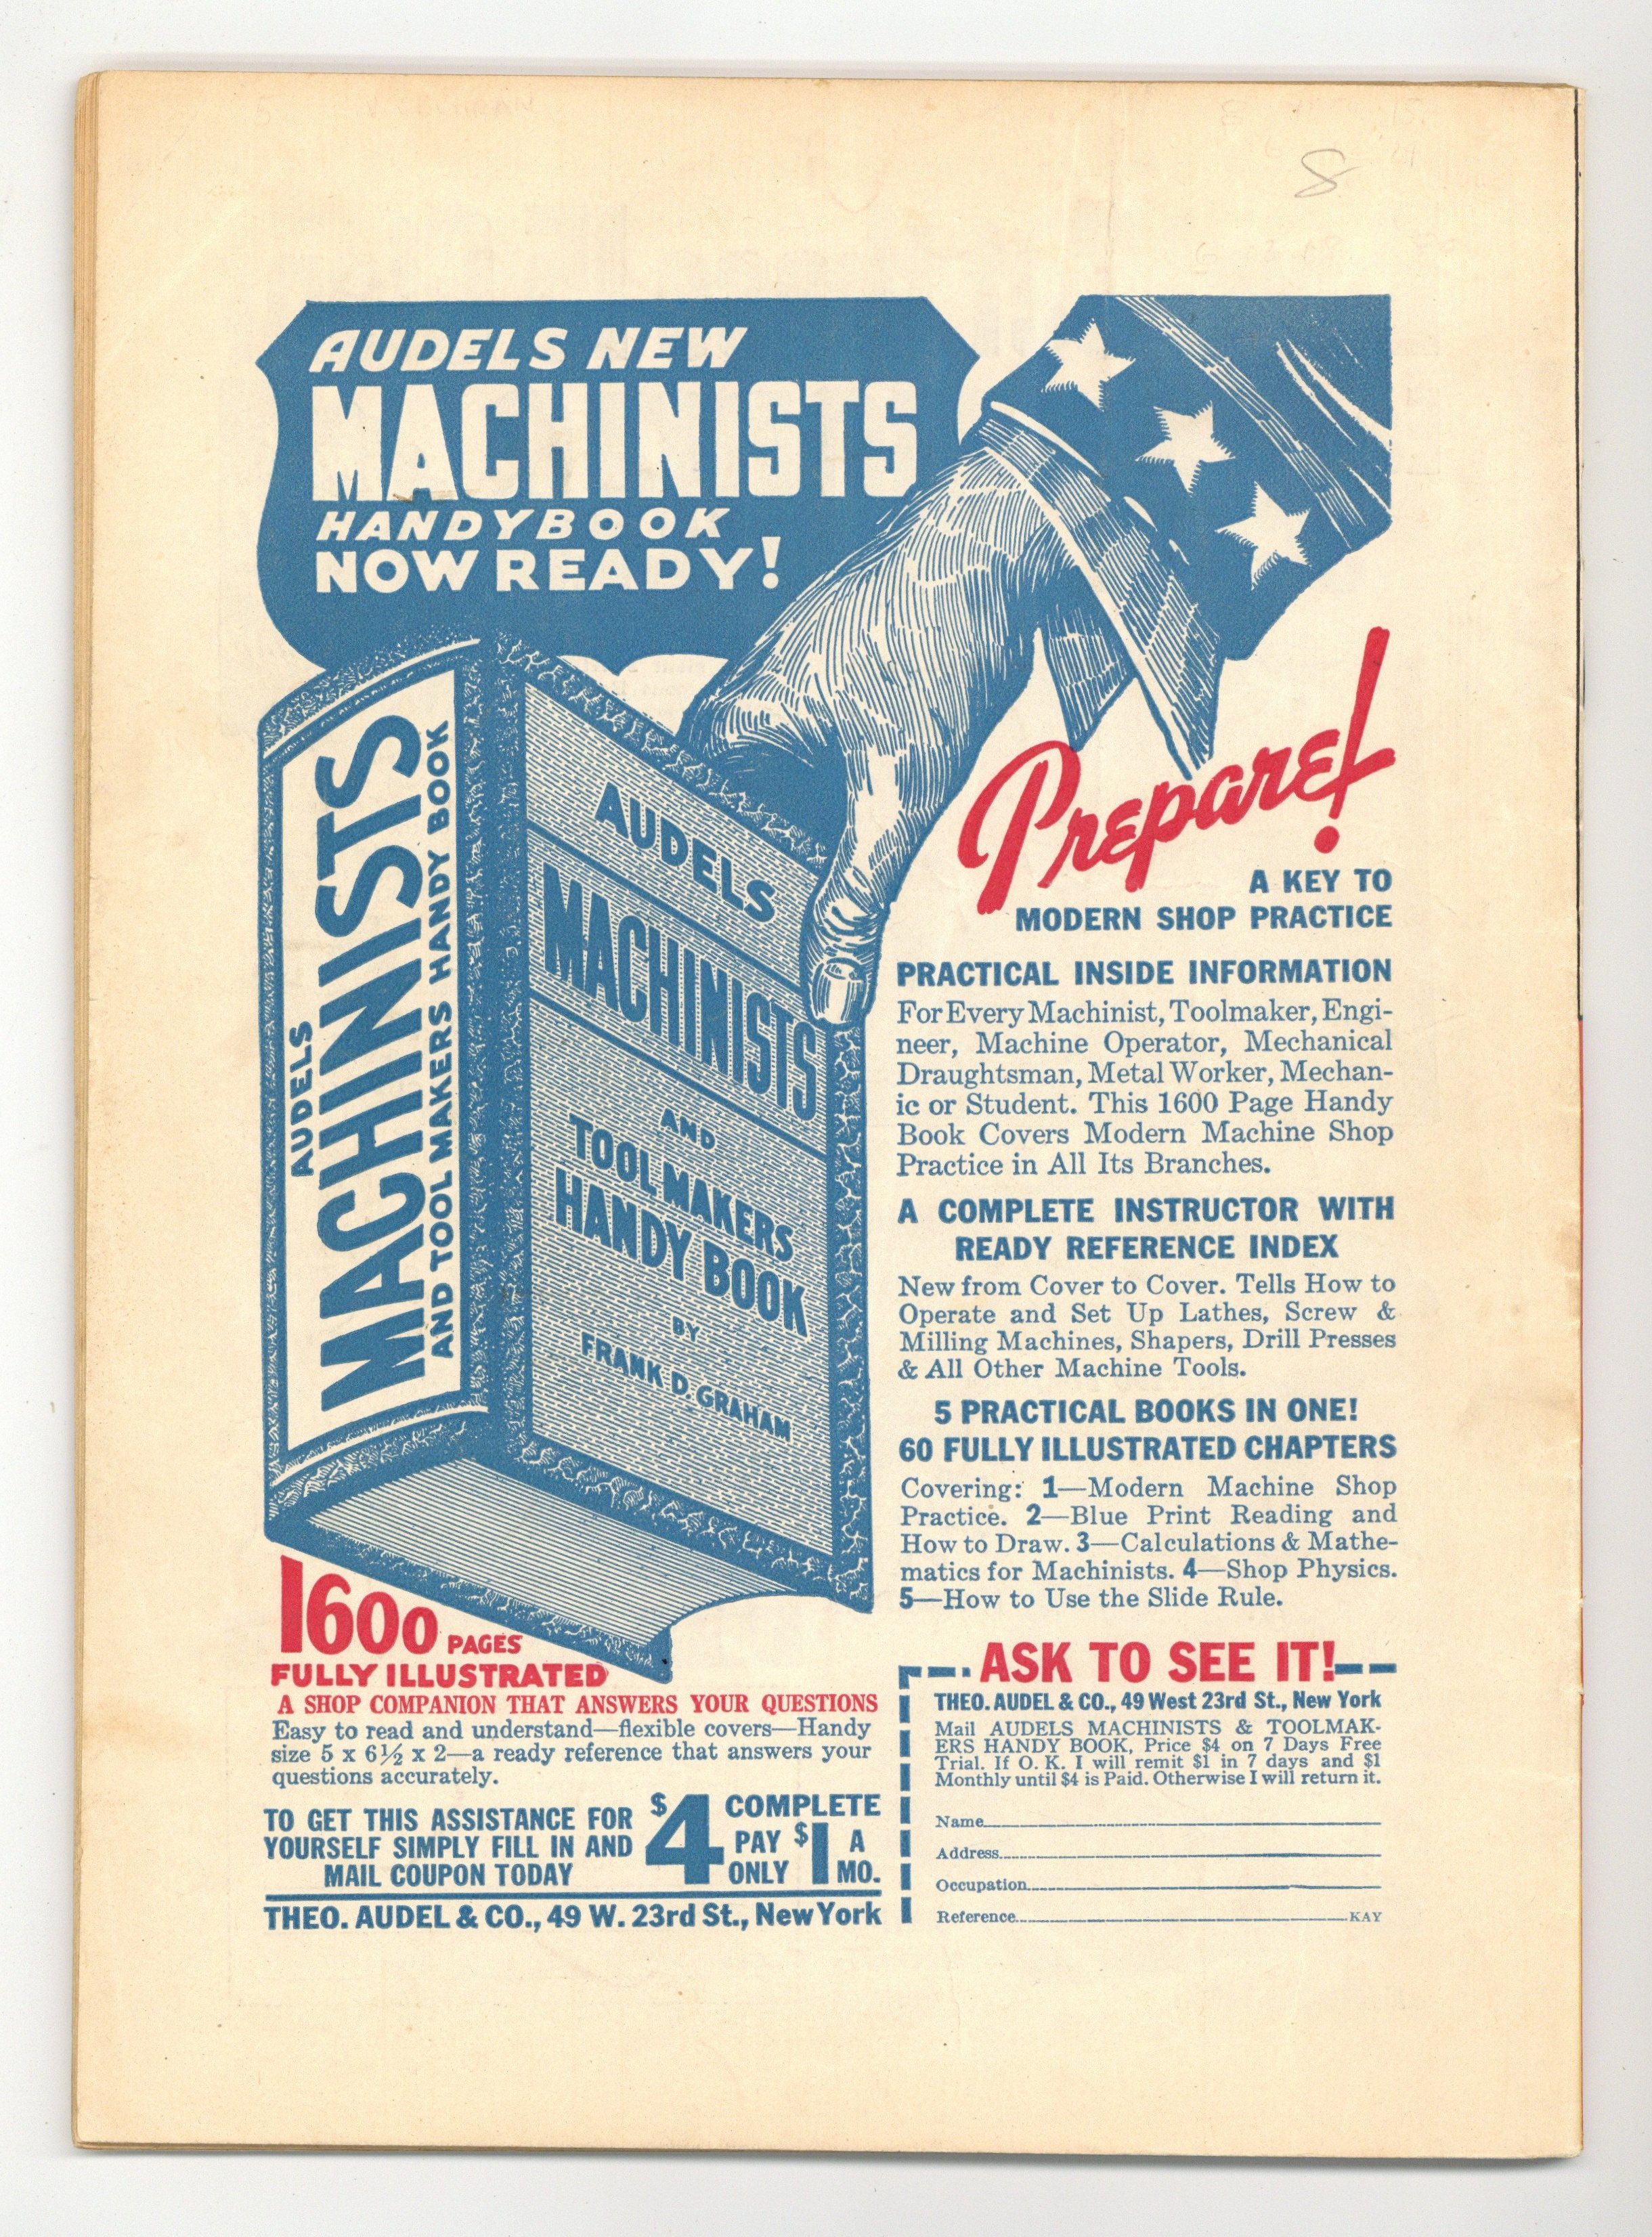 8
AUDELS NEW
MACHINISTS
HANDYBOOK
NOW READY!
AUDELS
MACHINISTS
AND TOOL MAKERS HANDY BOOK
AUDELS
MACHINISTS
AND
TOOL MAKERS
HANDY BOOK
BY
FRANK D. GRAHAM
Prepare!
A KEY TO
MODERN SHOP PRACTICE
PRACTICAL INSIDE INFORMATION
For Every Machinist, Toolmaker, Engi-
neer, Machine Operator, Mechanical
Draughtsman, Metal Worker, Mechan-
ic or Student. This 1600 Page Handy
Book Covers Modern Machine Shop
Practice in All Its Branches.
A COMPLETE INSTRUCTOR WITH
READY REFERENCE INDEX
New from Cover to Cover. Tells How to
Operate and Set Up Lathes, Screw &
Milling Machines, Shapers, Drill Presses
& All Other Machine Tools.
5 PRACTICAL BOOKS IN ONE!
60 FULLY ILLUSTRATED CHAPTERS
Covering: 1—Modern Machine Shop
Practice. 2—Blue Print Reading and
How to Draw. 3—Calculations & Mathe-
matics for Machinists. 4—Shop Physics.
5—How to Use the Slide Rule.
1600 PAGES
FULLY ILLUSTRATED
A SHOP COMPANION THAT ANSWERS YOUR QUESTIONS
Easy to read and understand—flexible covers—Handy
size 5 x 6½ x 2—a ready reference that answers your
questions accurately.
TO GET THIS ASSISTANCE FOR
YOURSELF SIMPLY FILL IN AND
MAIL COUPON TODAY
$4 COMPLETE
PAY ONLY $1 A MO.
THEO. AUDEL & CO., 49 W. 23rd St., New York
ASK TO SEE IT!
THEO. AUDEL & CO., 49 West 23rd St., New York
Mail AUDELS MACHINISTS & TOOLMAK-
ERS HANDY BOOK, Price $4 on 7 Days Free
Trial. If O. K. I will remit $1 in 7 days and $1
Monthly until $4 is Paid. Otherwise I will return it.
Name
Address
Occupation
Reference KAY